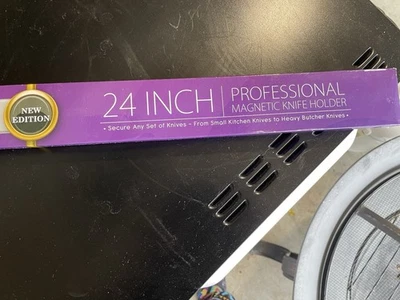 NEW
EDITION
24 INCH
PROFESSIONAL
MAGNETIC KNIFE HOLDER
• Secure Any Set of Knives - From Small Kitchen Knives to Heavy Butcher Knives •